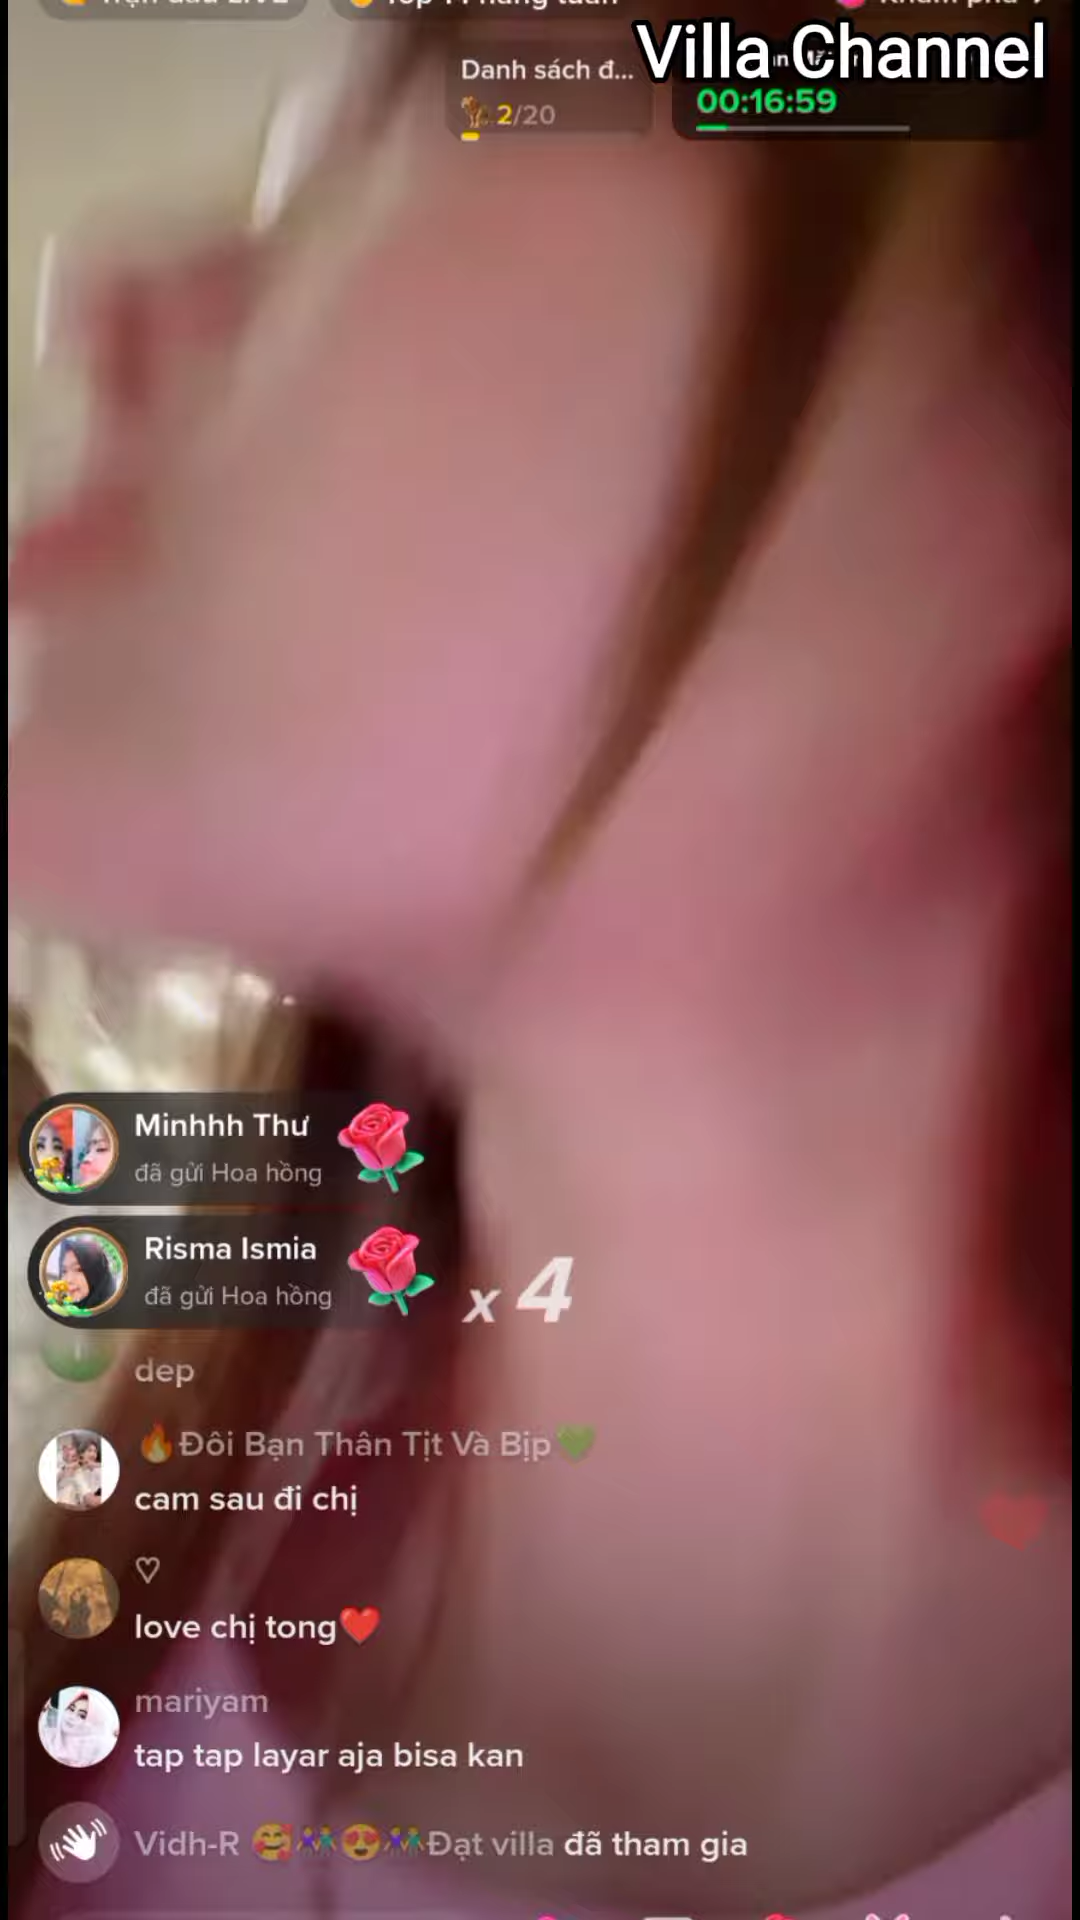 Villa Channel
Danh sách đ...
2/20
00:16:59
Minhhh Thư
đã gửi Hoa hồng
Risma Ismia
đã gửi Hoa hồng
x 4
dep
🔥Đôi Bạn Thân Tịt Và Bịp💚
cam sau đi chị
♡
love chị tong❤️
mariyam
tap tap layar aja bisa kan
Vidh-R 🥰👫😍👫Đạt villa đã tham gia